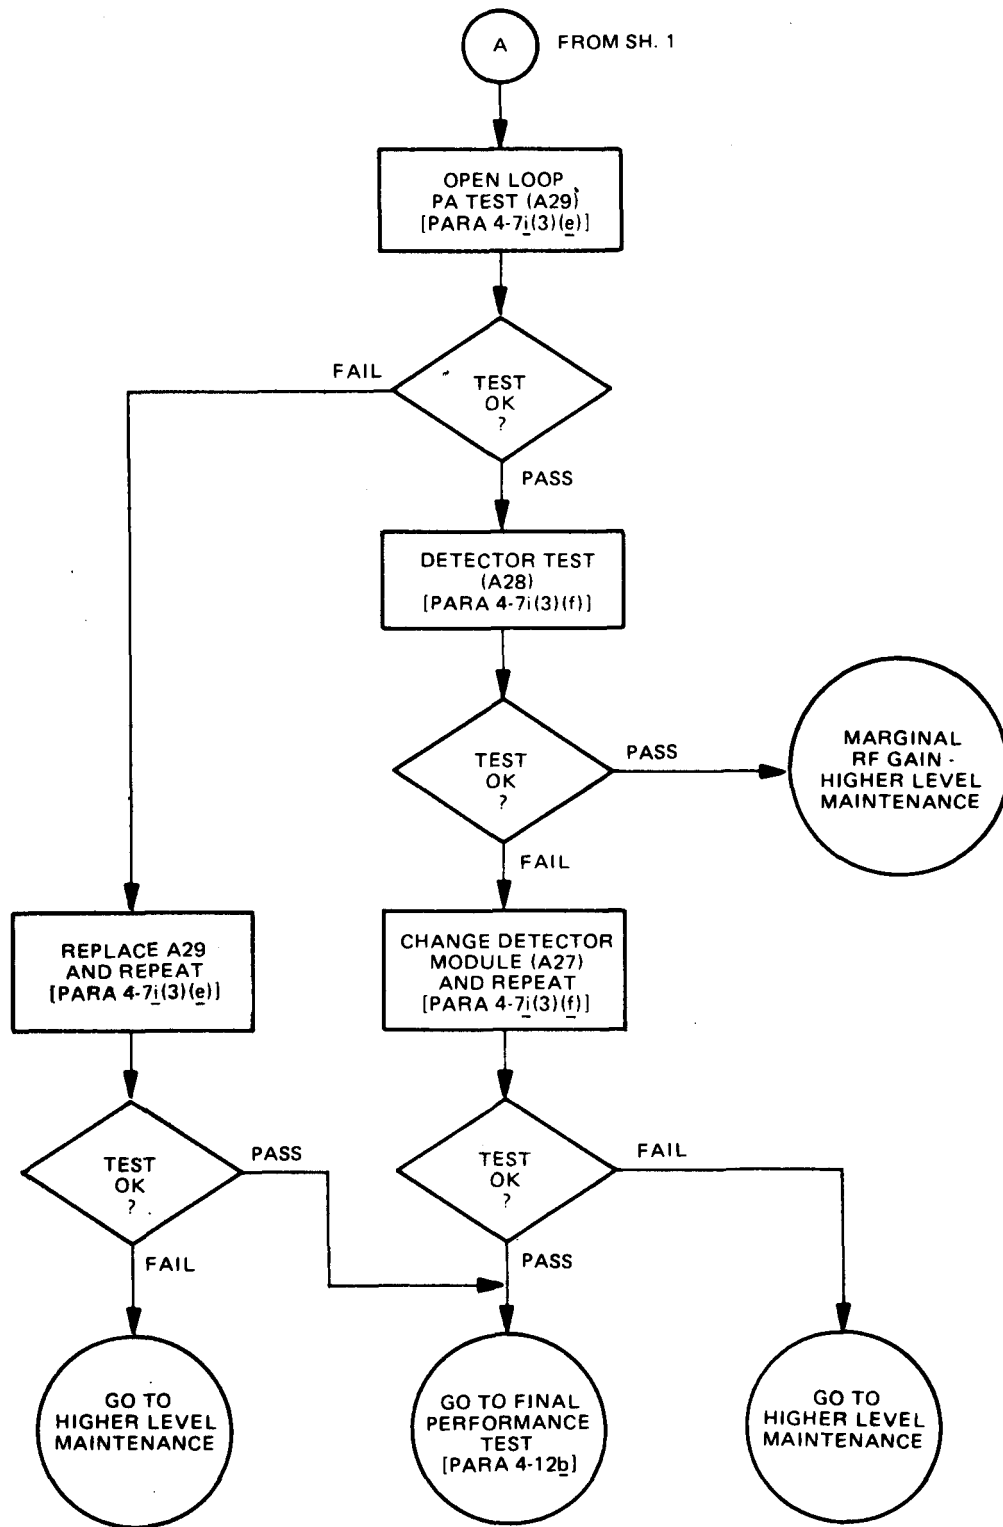 A
FROM SH. 1
OPEN LOOP
PA TEST (A29)
[PARA 4-7i(3)(e)]
FAIL
TEST
OK
?
PASS
DETECTOR TEST
(A28)
[PARA 4-7i(3)(f)]
TEST
OK
?
PASS
MARGINAL
RF GAIN -
HIGHER LEVEL
MAINTENANCE
FAIL
REPLACE A29
AND REPEAT
[PARA 4-7i(3)(e)]
CHANGE DETECTOR
MODULE (A27)
AND REPEAT
[PARA 4-7i(3)(f)]
TEST
OK
?
PASS
FAIL
TEST
OK
?
FAIL
PASS
GO TO
HIGHER LEVEL
MAINTENANCE
GO TO FINAL
PERFORMANCE
TEST
[PARA 4-12b]
GO TO
HIGHER LEVEL
MAINTENANCE